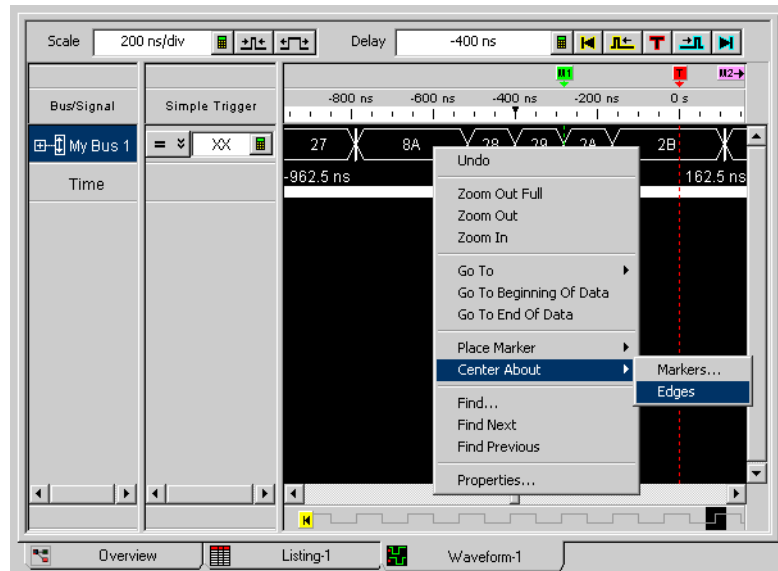 Scale 200 ns/div Delay -400 ns T
M1 T M2
Bus/Signal Simple Trigger -800 ns -600 ns -400 ns -200 ns 0 s
My Bus 1 = XX 27 8A 28 29 2A 2B
Time -962.5 ns 162.5 ns
Undo
Zoom Out Full
Zoom Out
Zoom In
Go To
Go To Beginning Of Data
Go To End Of Data
Place Marker
Center About Markers...
Edges
Find...
Find Next
Find Previous
Properties...
Overview Listing-1 Waveform-1